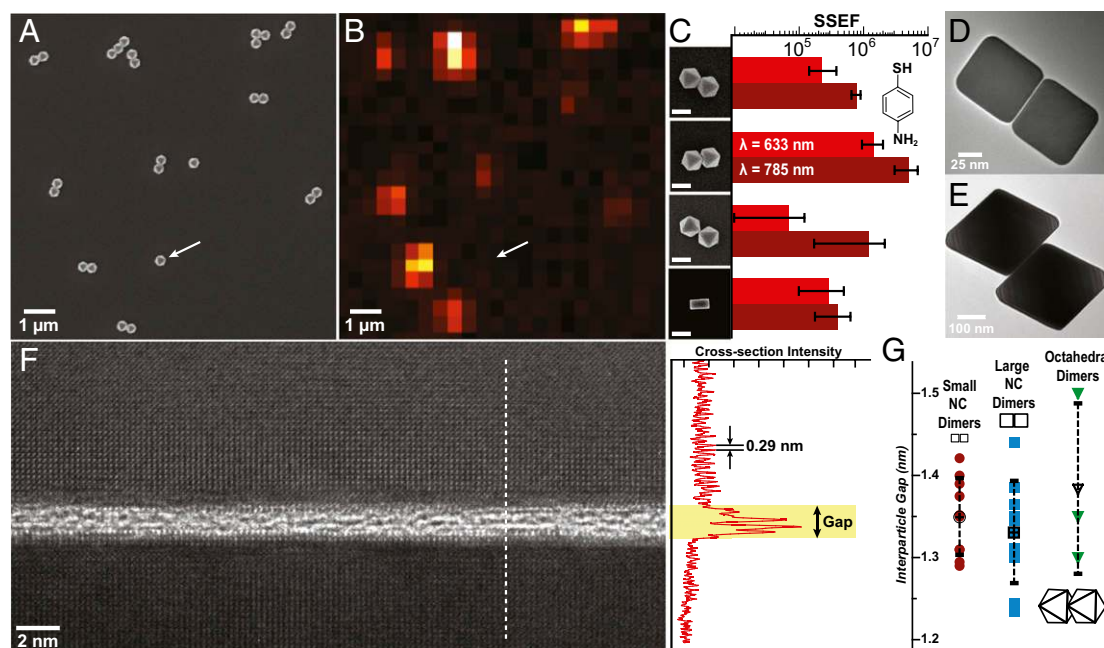 A
1 µm
B
1 µm
C
SSEF
10⁵ 10⁶ 10⁷
SH
NH₂
λ = 633 nm
λ = 785 nm
D
25 nm
E
100 nm
F
2 nm
Cross-section Intensity
0.29 nm
Gap
G
Interparticle Gap (nm)
1.5
1.4
1.3
1.2
Small
NC
Dimers
Large
NC
Dimers
Octahedra
Dimers